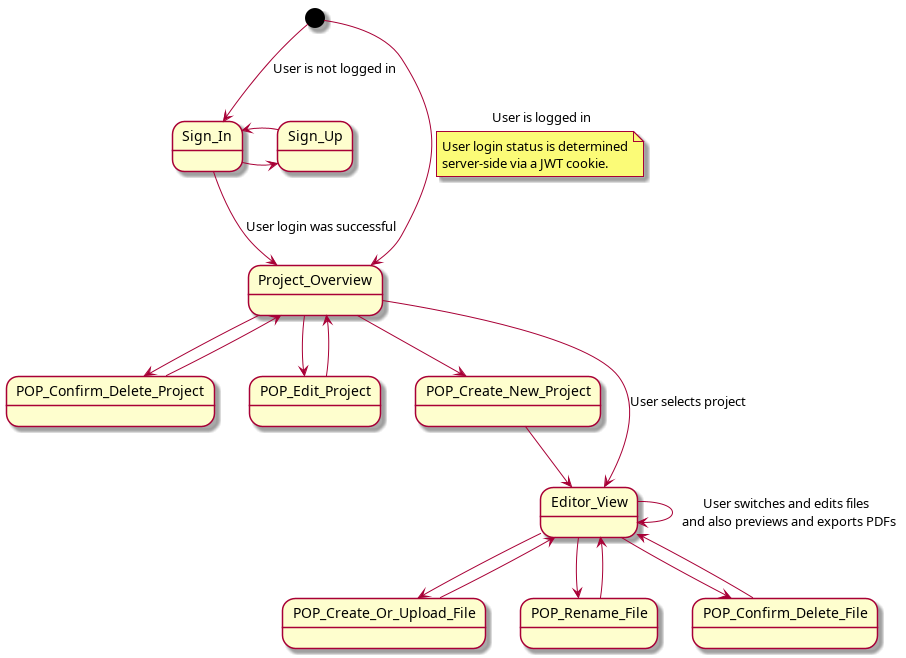 User is not logged in
User is logged in
User login status is determined
server-side via a JWT cookie.
Sign_In
Sign_Up
User login was successful
Project_Overview
POP_Confirm_Delete_Project
POP_Edit_Project
POP_Create_New_Project
User selects project
Editor_View
User switches and edits files
and also previews and exports PDFs
POP_Create_Or_Upload_File
POP_Rename_File
POP_Confirm_Delete_File